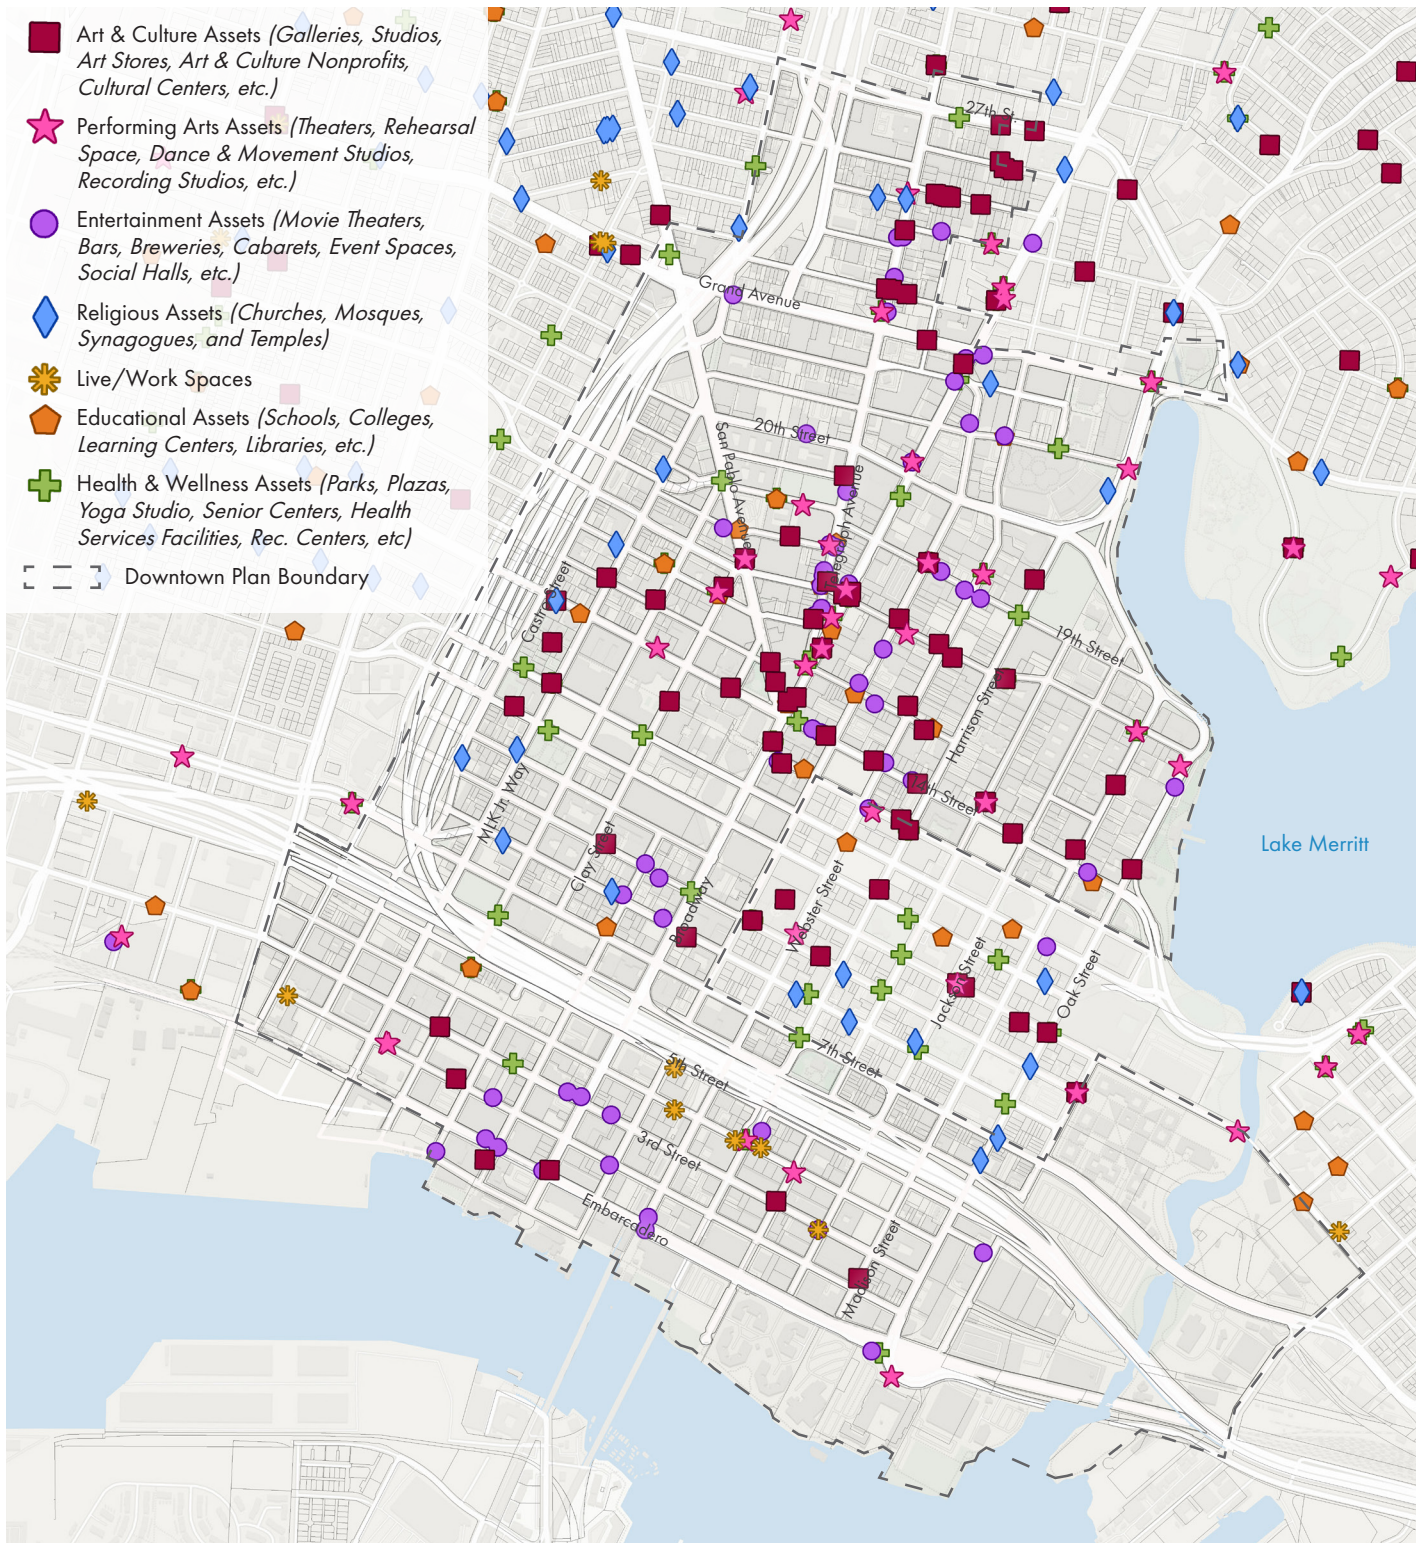 Art & Culture Assets (Galleries, Studios,
Art Stores, Art & Culture Nonprofits,
Cultural Centers, etc.)
Performing Arts Assets (Theaters, Rehearsal
Space, Dance & Movement Studios,
Recording Studios, etc.)
Entertainment Assets (Movie Theaters,
Bars, Breweries, Cabarets, Event Spaces,
Social Halls, etc.)
Religious Assets (Churches, Mosques,
Synagogues, and Temples)
Live/Work Spaces
Educational Assets (Schools, Colleges,
Learning Centers, Libraries, etc.)
Health & Wellness Assets (Parks, Plazas,
Yoga Studio, Senior Centers, Health
Services Facilities, Rec. Centers, etc)
Downtown Plan Boundary
27th St.
Grand Avenue
20th Street
San Pablo Avenue
Telegraph Avenue
Castro Street
19th Street
Harrison Street
14th Street
MLK Jr. Way
Clay Street
Broadway
Webster Street
Lake Merritt
Jackson Street
Oak Street
7th Street
5th Street
3rd Street
Embarcadero
Madison Street